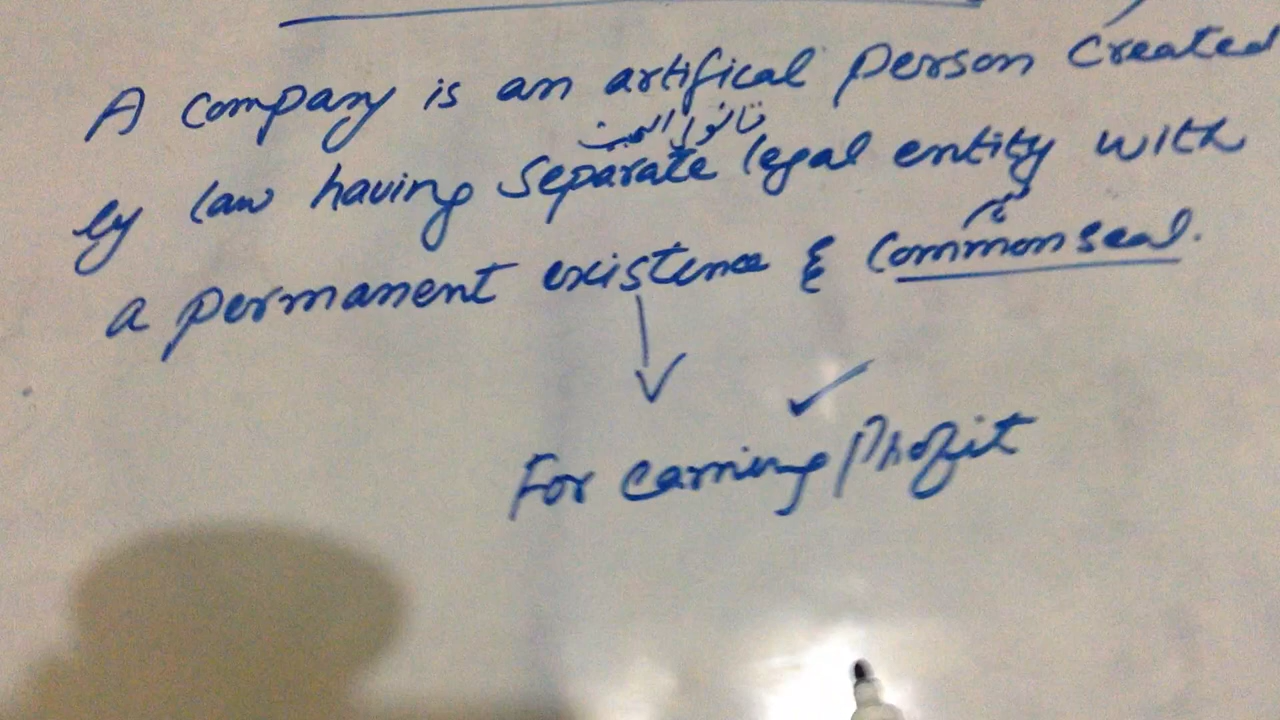 A company is an artifical person created
by law having separate legal entity with
a permanent existence & common seal.
For earning Profit